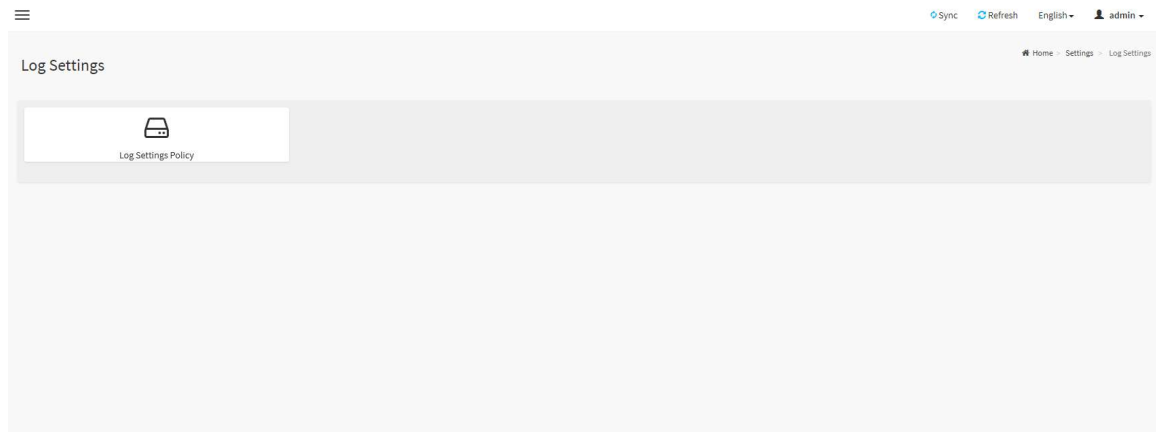 Sync Refresh English admin
Home > Settings > Log Settings
Log Settings
Log Settings Policy